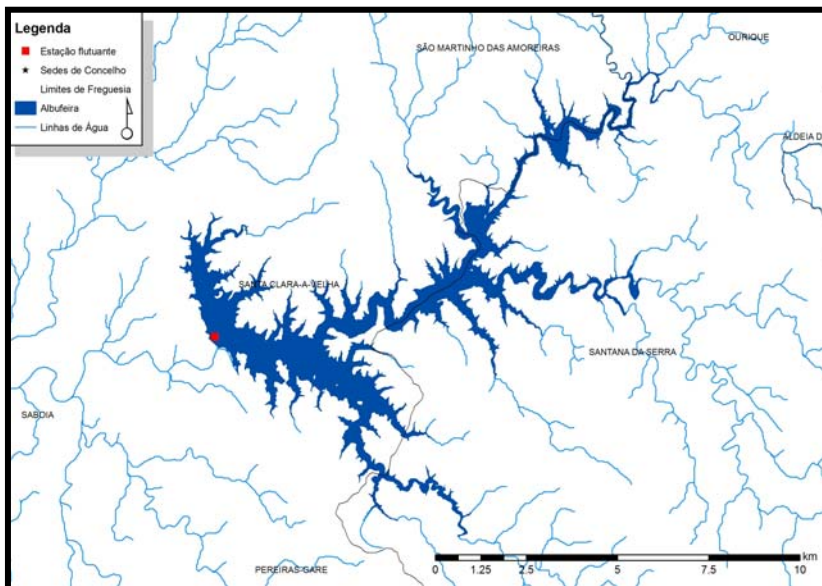 Legenda
Estação flutuante
Sedes de Concelho
Limites de Freguesia
Albufeira
Linhas de Água
SÃO MARTINHO DAS AMOREIRAS
OURIQUE
ALDEIA D
SANTA CLARA-A-VELHA
SANTANA DA SERRA
SABOIA
PEREIRAS-GARE
km
0 1.25 2.5 5 7.5 10